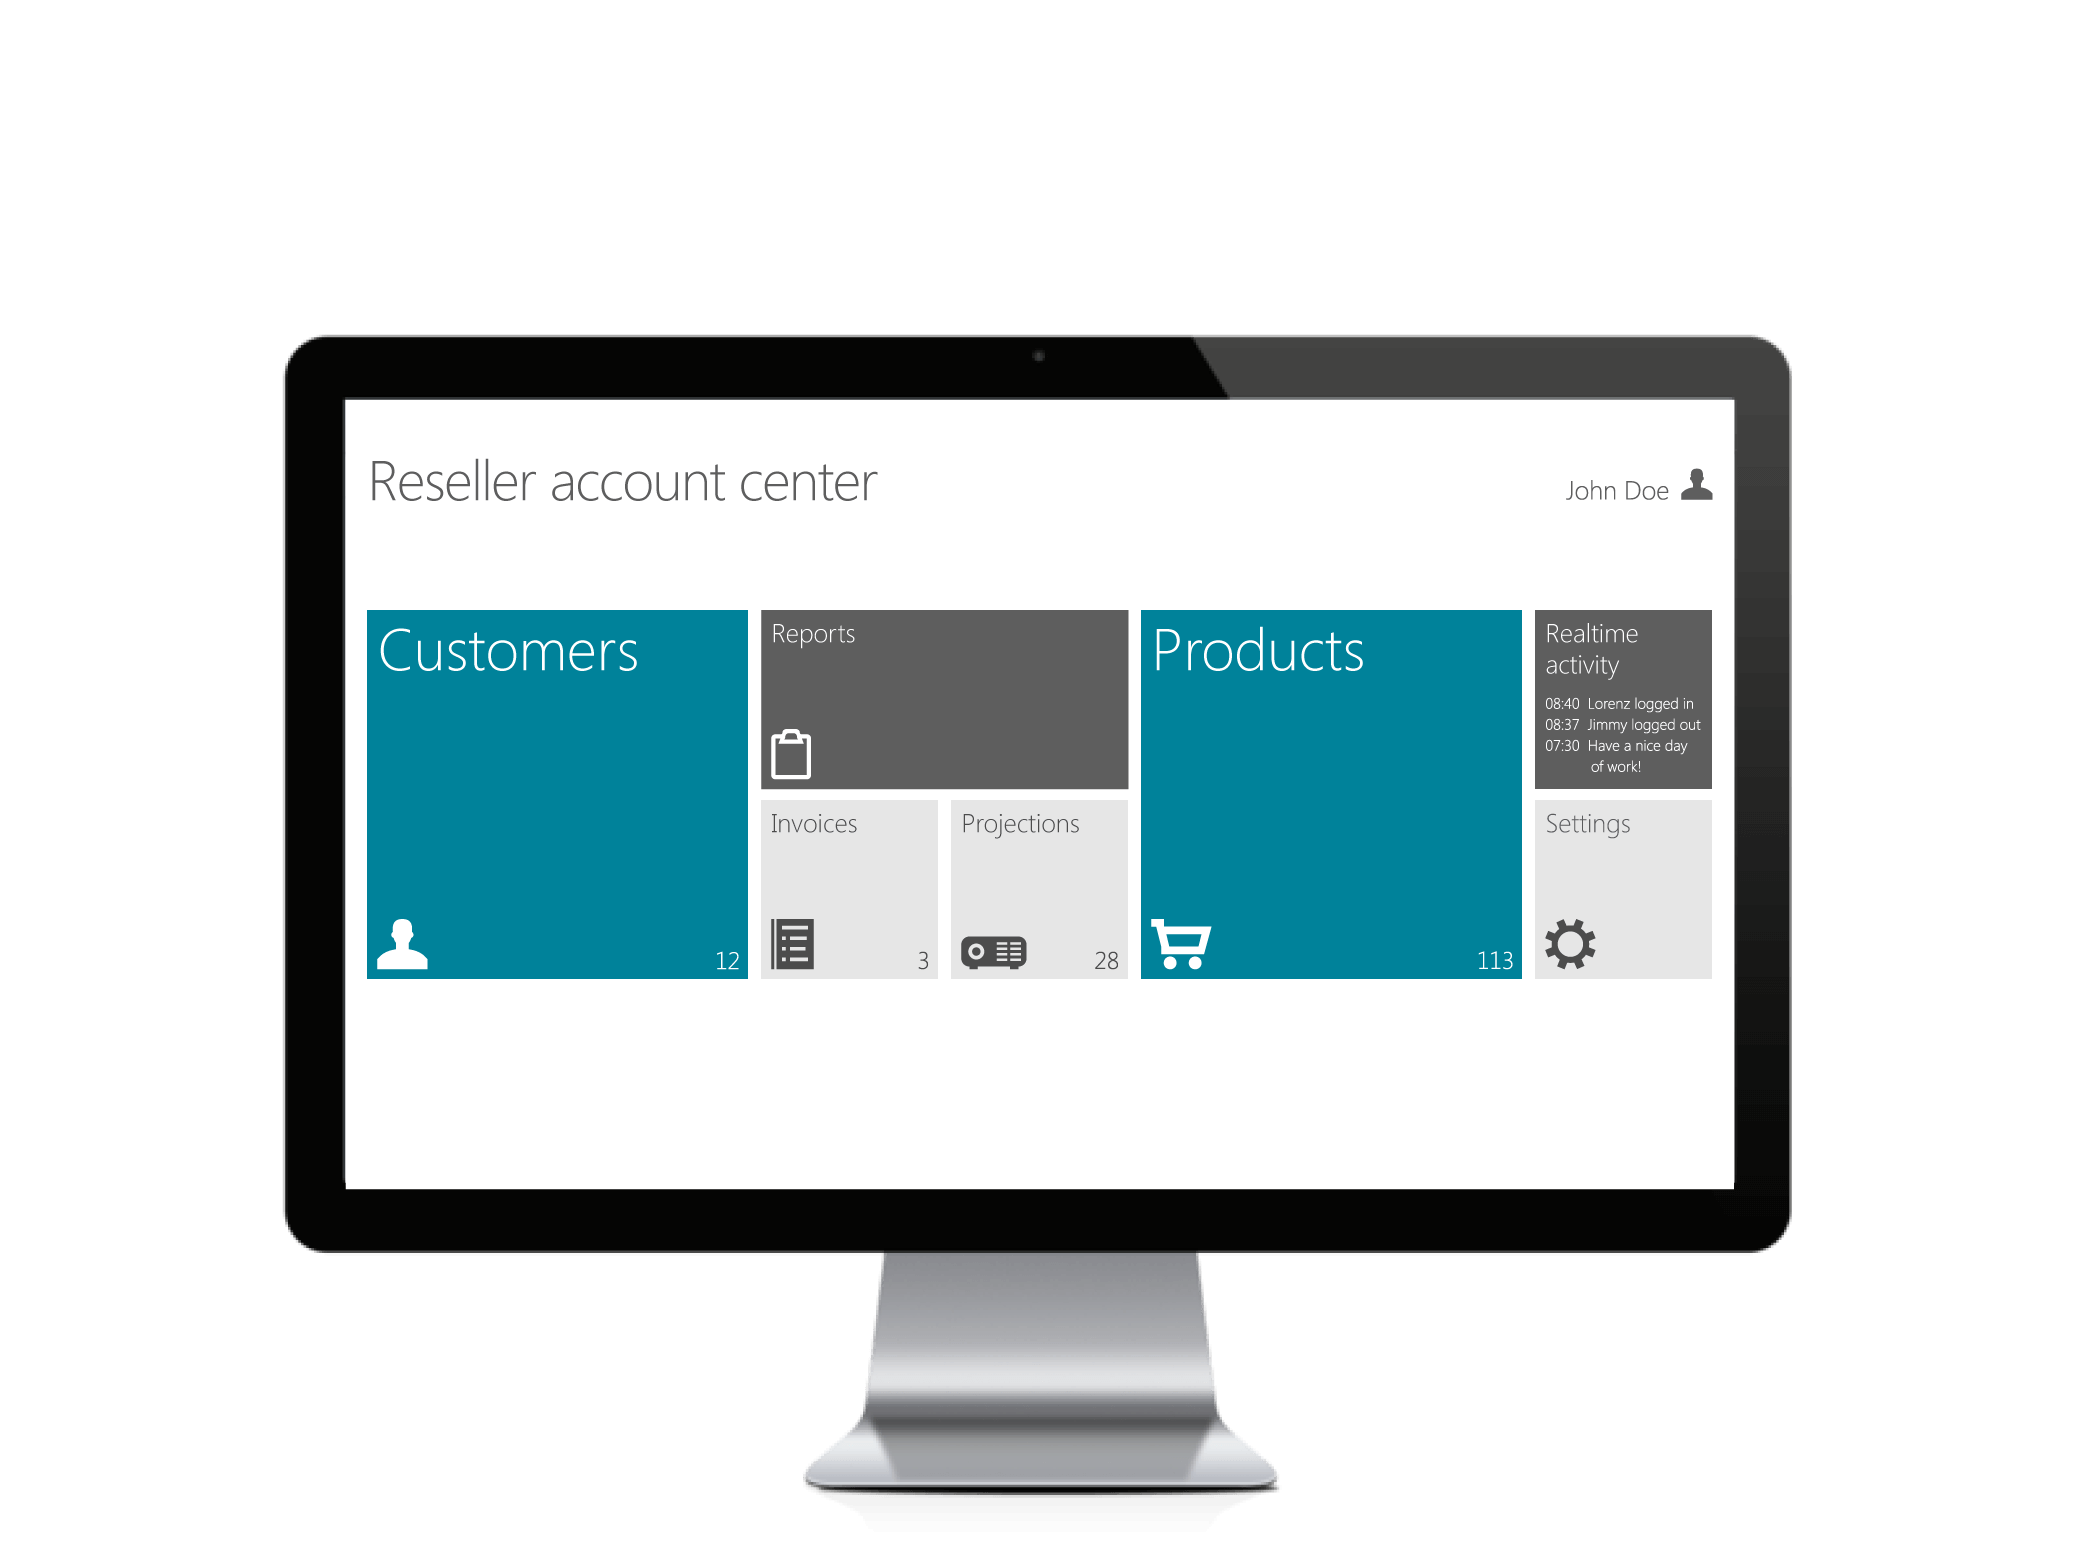 Reseller account center
John Doe
Customers
12
Reports
Invoices
3
Projections
28
Products
113
Realtime
activity
08:40 Lorenz logged in
08:37 Jimmy logged out
07:30 Have a nice day
of work!
Settings